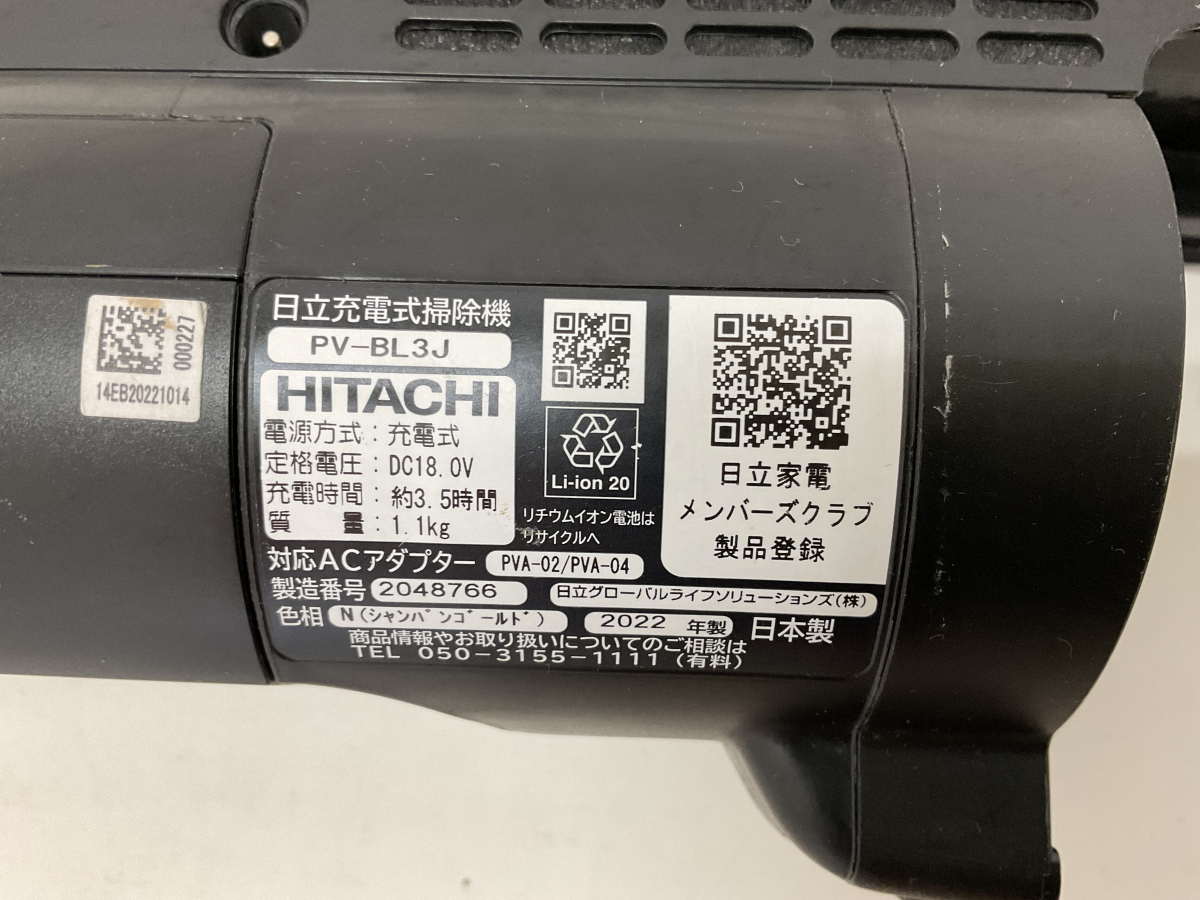 000227
14EB20221014
日立充電式掃除機
PV-BL3J
HITACHI
電源方式：充電式
定格電圧：DC18.0V
充電時間：約3.5時間
質　量：1.1kg
Li-ion 20
リチウムイオン電池は
リサイクルへ
日立家電
メンバーズクラブ
製品登録
対応ACアダプター PVA-02/PVA-04
製造番号 2048766 日立グローバルライフソリューションズ(株)
色相 N(ｼｬﾝﾊﾟﾝｺﾞｰﾙﾄﾞ) 2022 年製 日本製
商品情報やお取り扱いについてのご相談は
TEL 050-3155-1111 (有料)